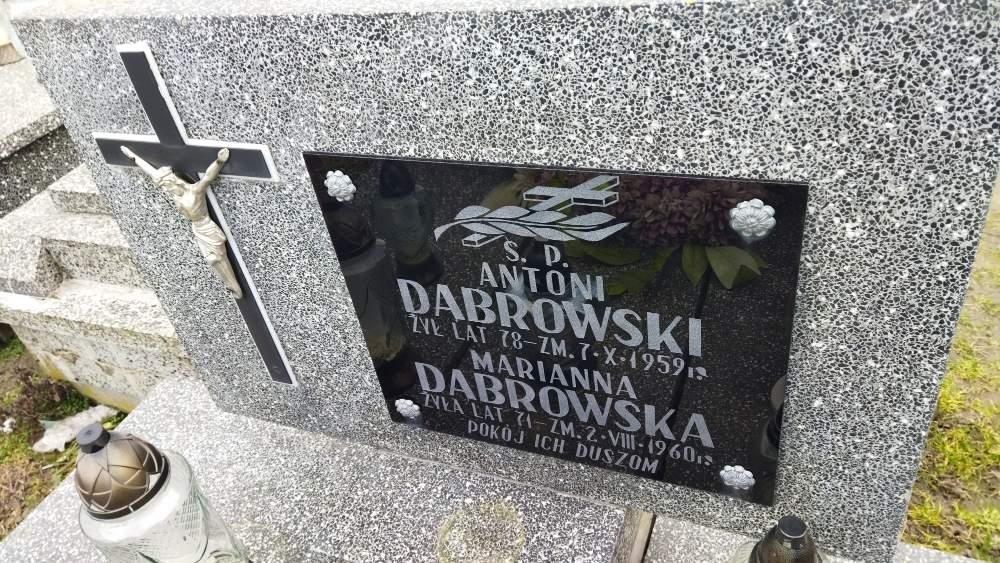 Ś. P.
ANTONI
DĄBROWSKI
ŻYŁ LAT 78-ZM. 7·X·1959 r.
MARIANNA
DĄBROWSKA
ŻYŁA LAT 71-ZM. 2·VIII·1960 r.
POKÓJ ICH DUSZOM